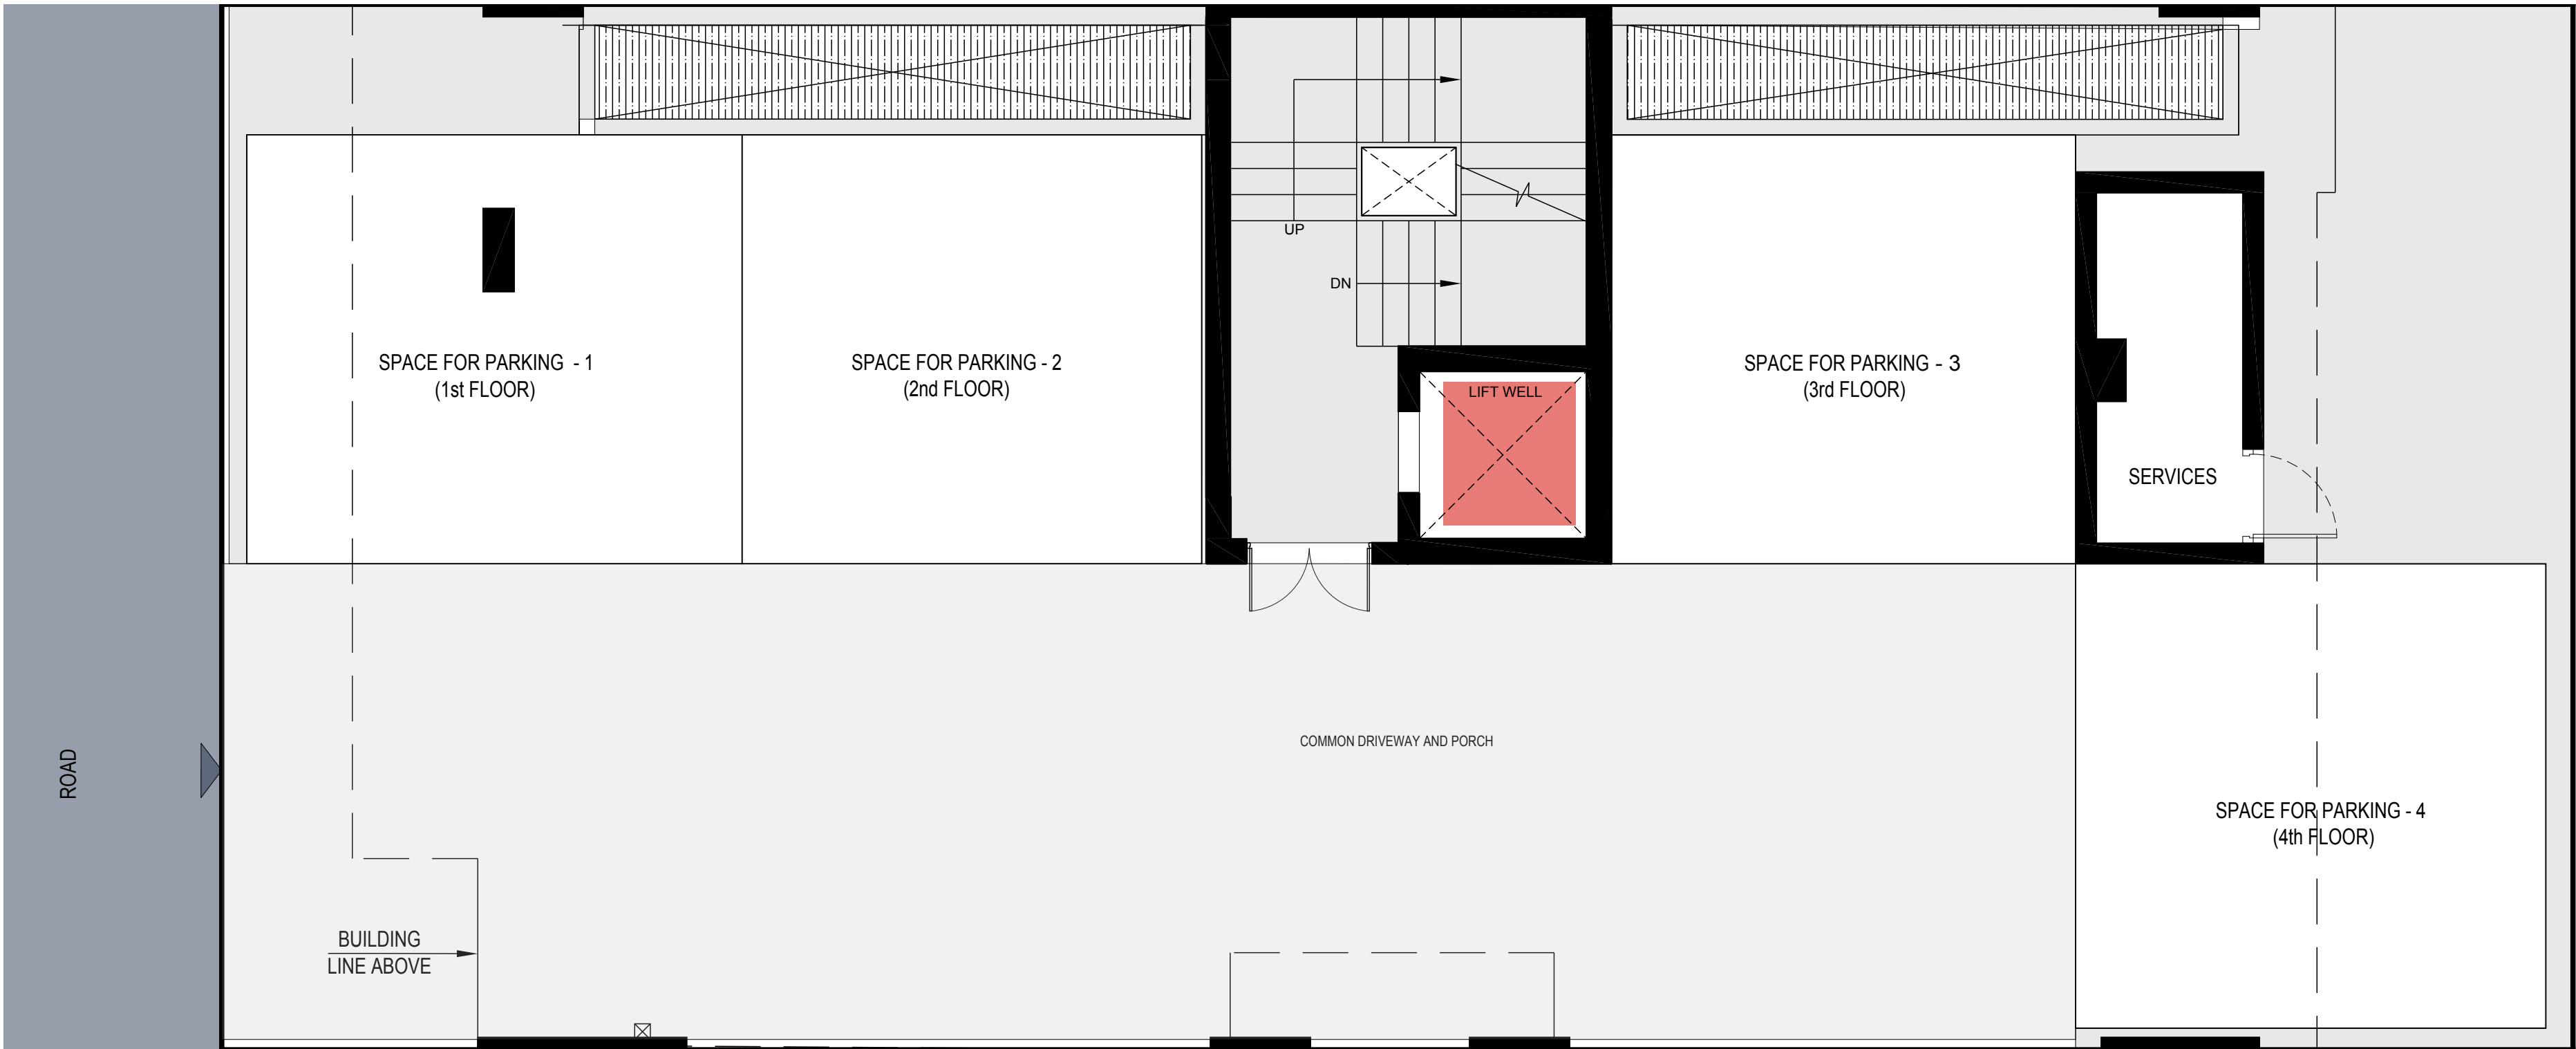 UP
DN
SPACE FOR PARKING - 1
(1st FLOOR)
SPACE FOR PARKING - 2
(2nd FLOOR)
LIFT WELL
SPACE FOR PARKING - 3
(3rd FLOOR)
SERVICES
ROAD
COMMON DRIVEWAY AND PORCH
SPACE FOR PARKING - 4
(4th FLOOR)
BUILDING
LINE ABOVE